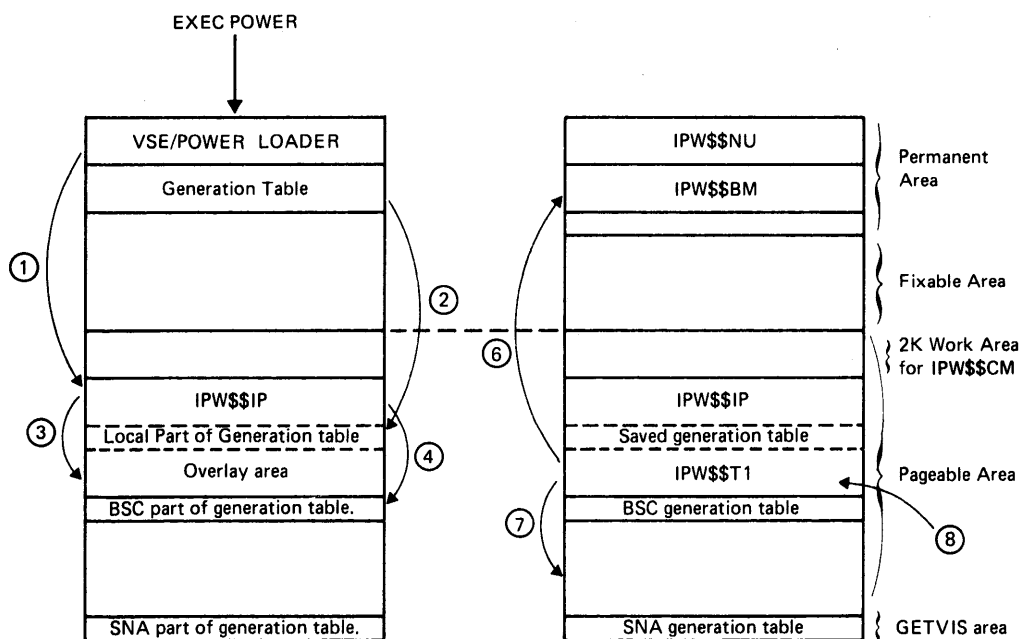 EXEC POWER
VSE/POWER LOADER
Generation Table
1
2
3
IPW$$IP
Local Part of Generation table
Overlay area
4
BSC part of generation table.
SNA part of generation table.
IPW$$NU
IPW$$BM
Permanent
Area
Fixable Area
6
2K Work Area
for IPW$$CM
IPW$$IP
Saved generation table
IPW$$T1
Pageable Area
BSC generation table
7
8
SNA generation table
GETVIS area